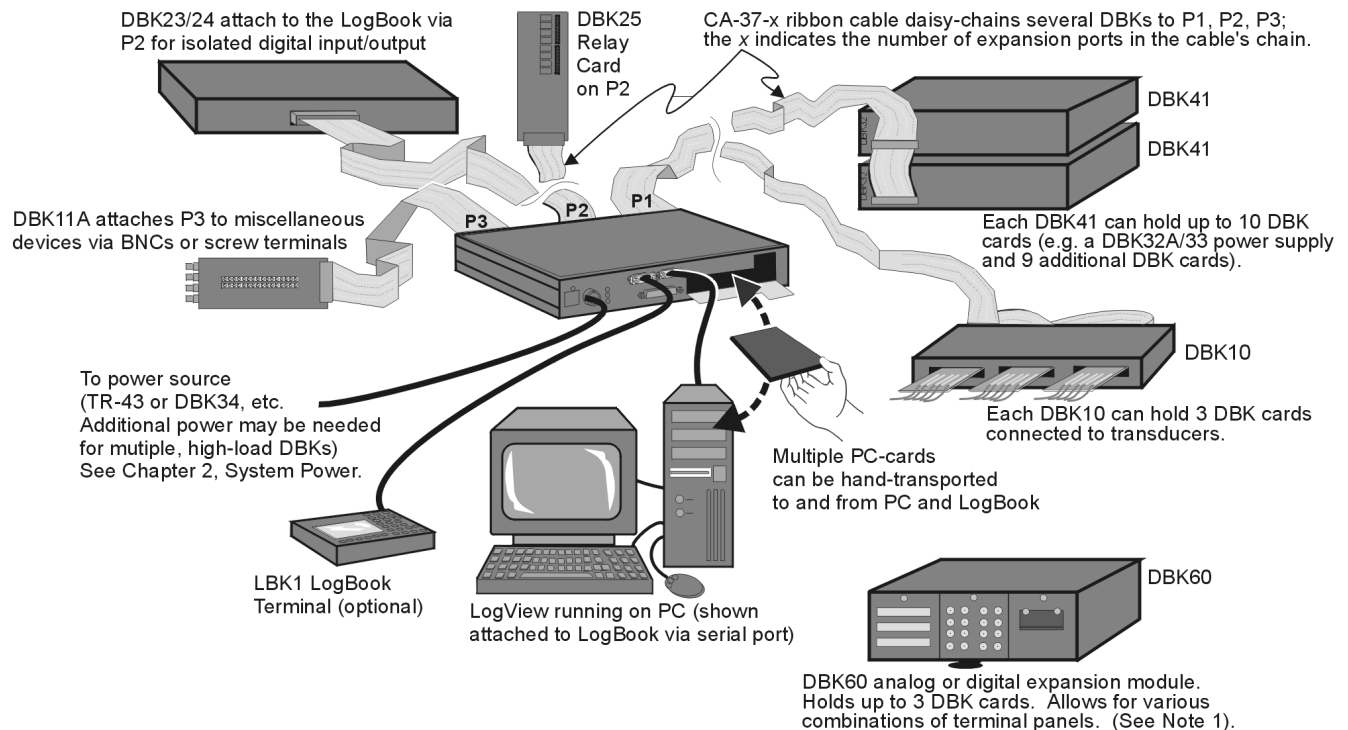 DBK23/24 attach to the LogBook via
P2 for isolated digital input/output
DBK25
Relay
Card
on P2
CA-37-x ribbon cable daisy-chains several DBKs to P1, P2, P3;
the x indicates the number of expansion ports in the cable's chain.
DBK41
DBK41
Each DBK41 can hold up to 10 DBK
cards (e.g. a DBK32A/33 power supply
and 9 additional DBK cards).
DBK11A attaches P3 to miscellaneous
devices via BNCs or screw terminals
P3
P2
P1
DBK10
Each DBK10 can hold 3 DBK cards
connected to transducers.
To power source
(TR-43 or DBK34, etc.
Additional power may be needed
for mutiple, high-load DBKs)
See Chapter 2, System Power.
Multiple PC-cards
can be hand-transported
to and from PC and LogBook
LBK1 LogBook
Terminal (optional)
LogView running on PC (shown
attached to LogBook via serial port)
DBK60
DBK60 analog or digital expansion module.
Holds up to 3 DBK cards. Allows for various
combinations of terminal panels. (See Note 1).